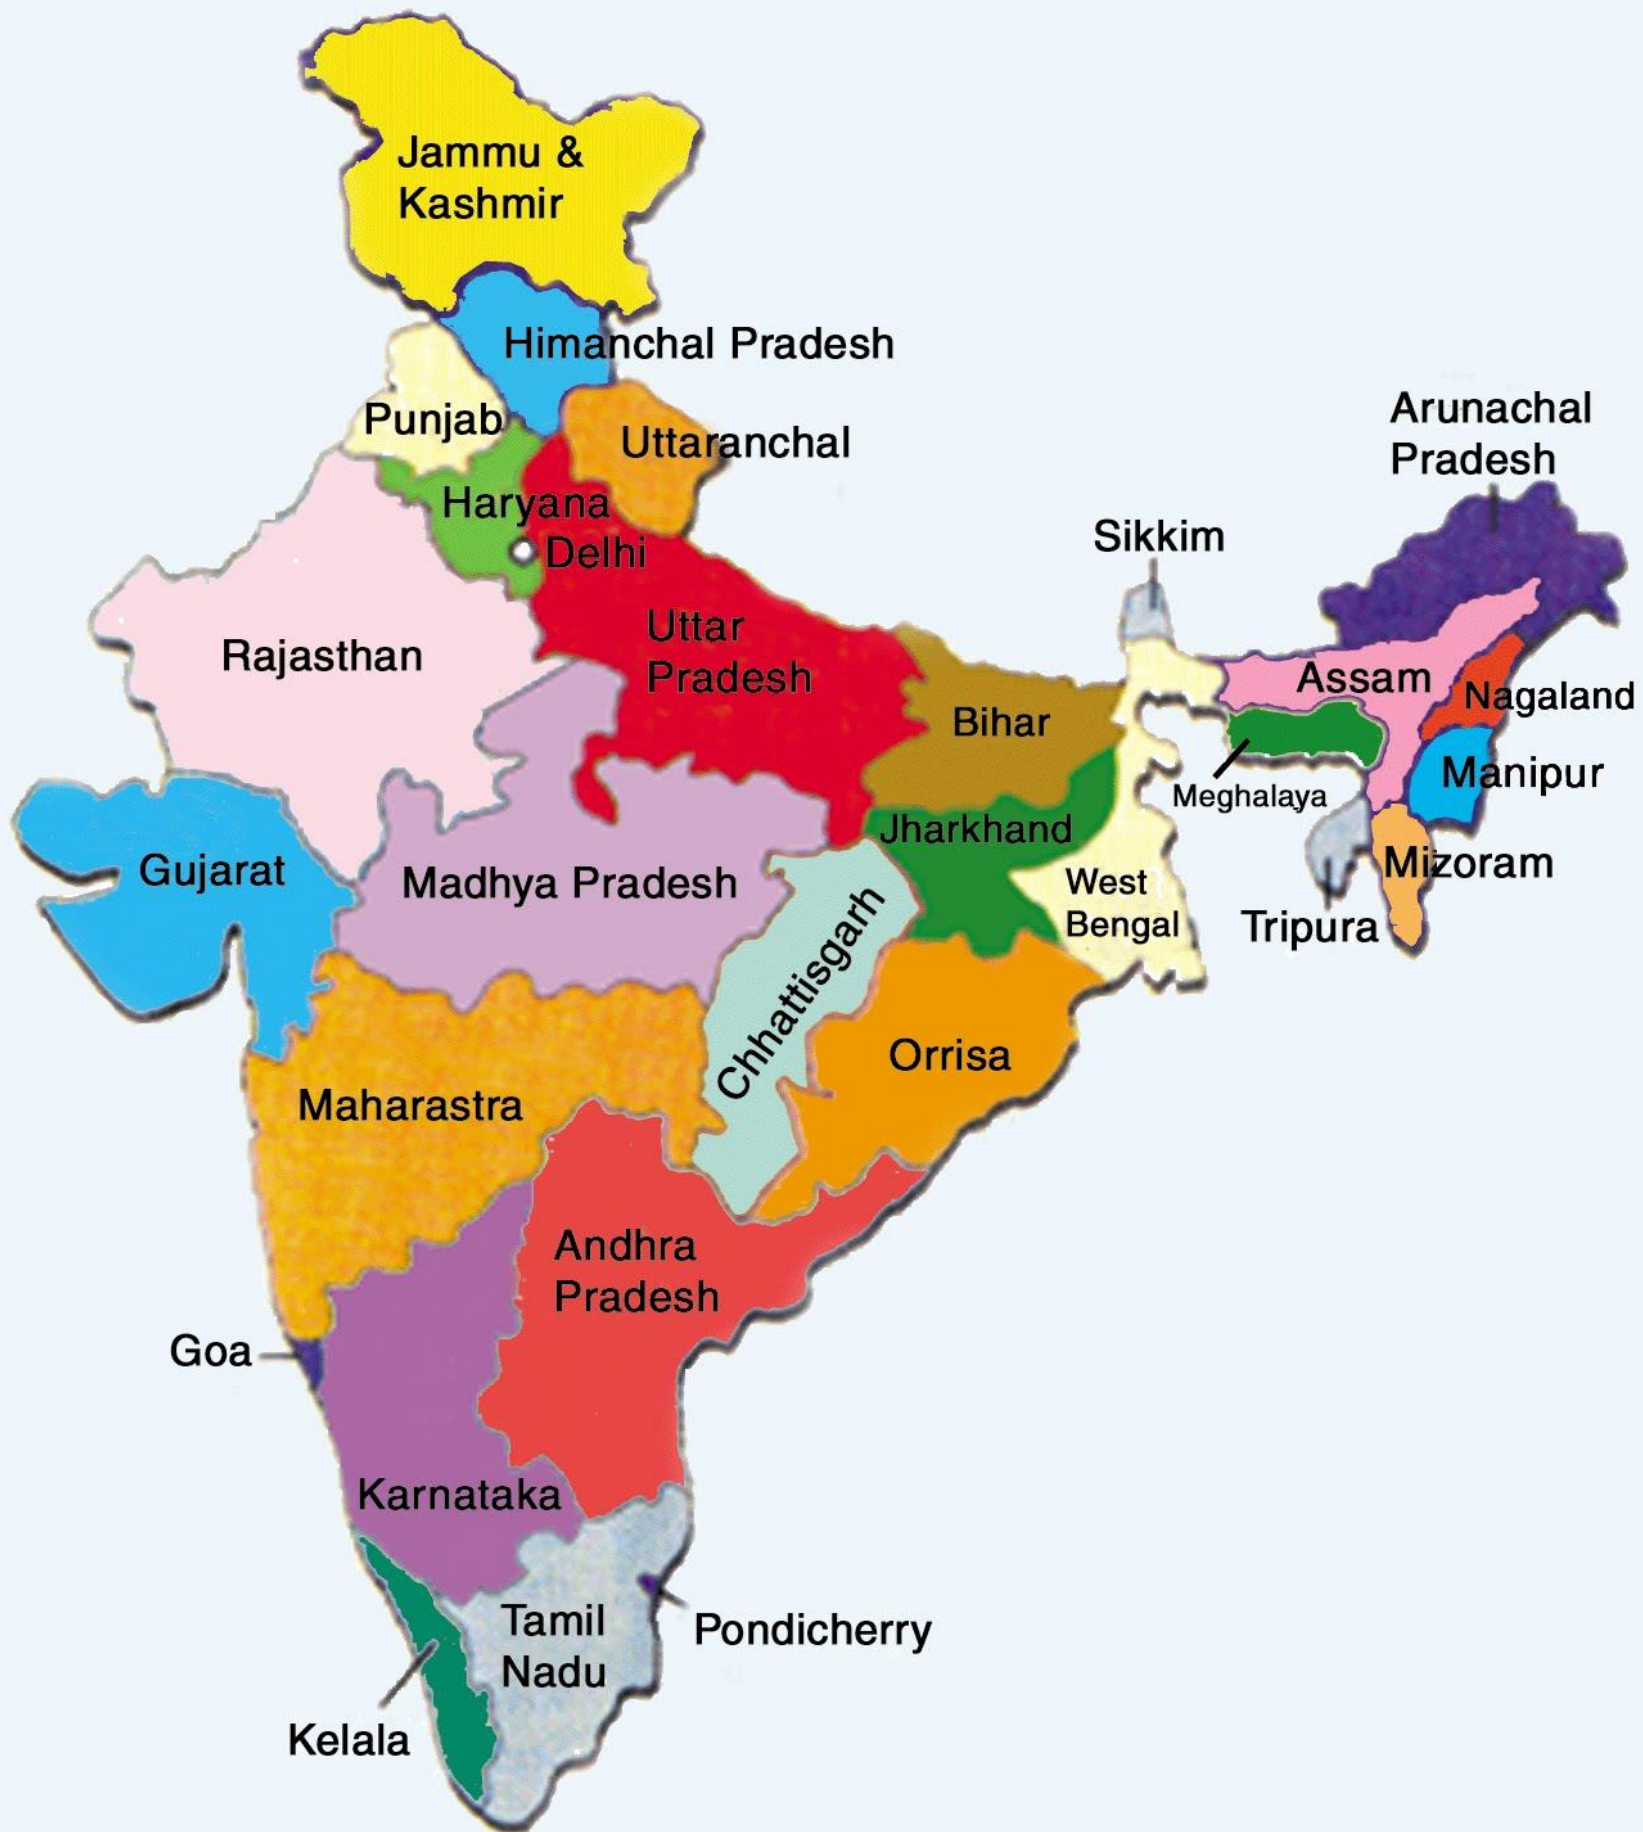 Jammu &
Kashmir
Himanchal Pradesh
Punjab
Uttaranchal
Arunachal
Pradesh
Haryana
Sikkim
Delhi
Uttar
Pradesh
Rajasthan
Assam
Nagaland
Bihar
Manipur
Meghalaya
Jharkhand
Gujarat
Madhya Pradesh
West
Bengal
Mizoram
Tripura
Chhattisgarh
Orrisa
Maharastra
Andhra
Pradesh
Goa
Karnataka
Tamil
Nadu
Pondicherry
Kelala